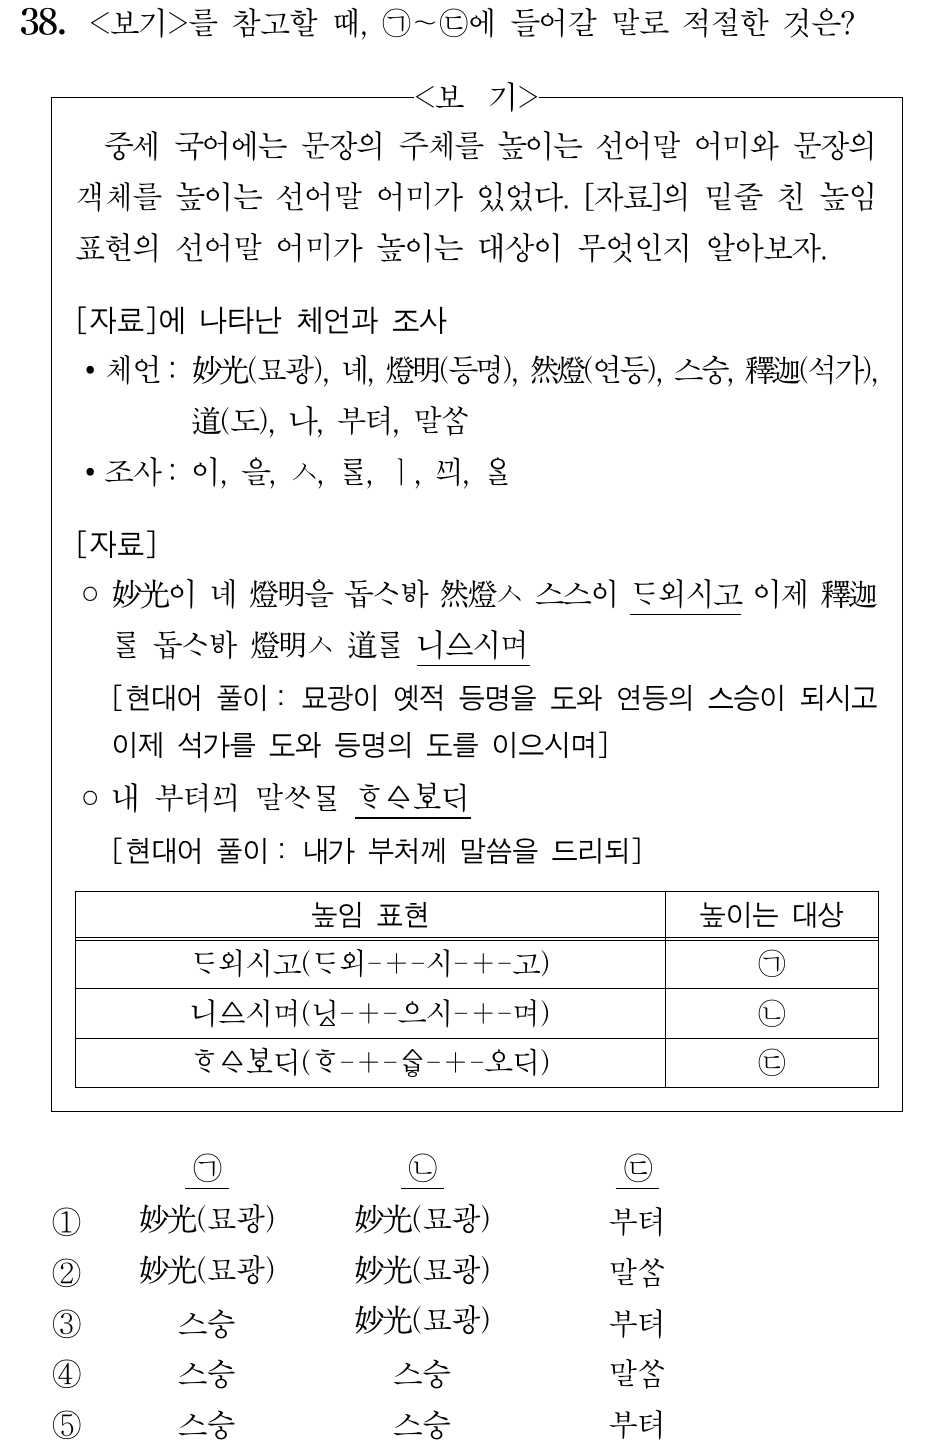 38. <보기>를 참고할 때, ㉠～㉢에 들어갈 말로 적절한 것은?
<보 기>
중세 국어에는 문장의 주체를 높이는 선어말 어미와 문장의
객체를 높이는 선어말 어미가 있었다. [자료]의 밑줄 친 높임
표현의 선어말 어미가 높이는 대상이 무엇인지 알아보자.
[자료]에 나타난 체언과 조사
• 체언 : 妙光(묘광), 녜, 燈明(등명), 然燈(연등), 스승, 釋迦(석가),
道(도), 나, 부텨, 말ᄊᆞᆷ
• 조사 : 이, 을, ㅅ, ᄅᆞᆯ, ㅣ, ᄭᅴ, ᄋᆞᆯ
[자료]
○ 妙光이 녜 燈明을 돕ᄉᆞᄫᅡ 然燈ㅅ 스스이 ᄃᆞ외시고 이제 釋迦
ᄅᆞᆯ 돕ᄉᆞᄫᅡ 燈明ㅅ 道ᄅᆞᆯ 니ᅀᅳ시며
[현대어 풀이 : 묘광이 옛적 등명을 도와 연등의 스승이 되시고
이제 석가를 도와 등명의 도를 이으시며]
○ 내 부텨ᄭᅴ 말ᄊᆞᄆᆞᆯ ᄒᆞᅀᆞᄫᅩᄃᆡ
[현대어 풀이 : 내가 부처께 말씀을 드리되]
높임 표현 높이는 대상
ᄃᆞ외시고(ᄃᆞ외-+-시-+-고) ㉠
니ᅀᅳ시며(닛-+-으시-+-며) ㉡
ᄒᆞᅀᆞᄫᅩᄃᆡ(ᄒᆞ-+-ᅀᆞᇦ-+-오ᄃᆡ) ㉢
㉠ ㉡ ㉢
① 妙光(묘광) 妙光(묘광) 부텨
② 妙光(묘광) 妙光(묘광) 말ᄊᆞᆷ
③ 스승 妙光(묘광) 부텨
④ 스승 스승 말ᄊᆞᆷ
⑤ 스승 스승 부텨